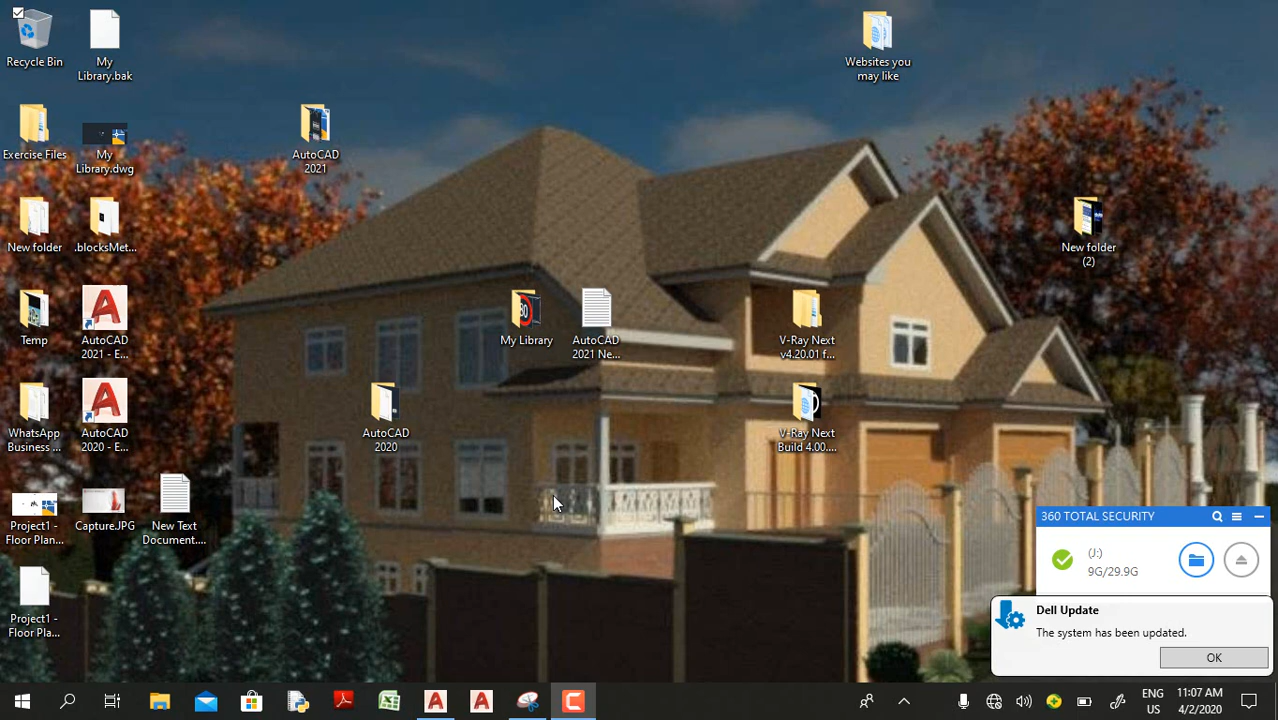 Recycle Bin
My
Library.bak
Websites you
may like
Exercise Files
My
Library.dwg
AutoCAD
2021
New folder
.blocksMet...
New folder
(2)
Temp
AutoCAD
2021 - E...
My Library
AutoCAD
2021 Ne...
V-Ray Next
v4.20.01 f...
WhatsApp
Business ...
AutoCAD
2020 - E...
AutoCAD
2020
V-Ray Next
Build 4.00....
Project1 -
Floor Plan...
Capture.JPG
New Text
Document....
Project1 -
Floor Pla...
360 TOTAL SECURITY
(J:)
9G/29.9G
Dell Update
The system has been updated.
OK
ENG
US
11:07 AM
4/2/2020